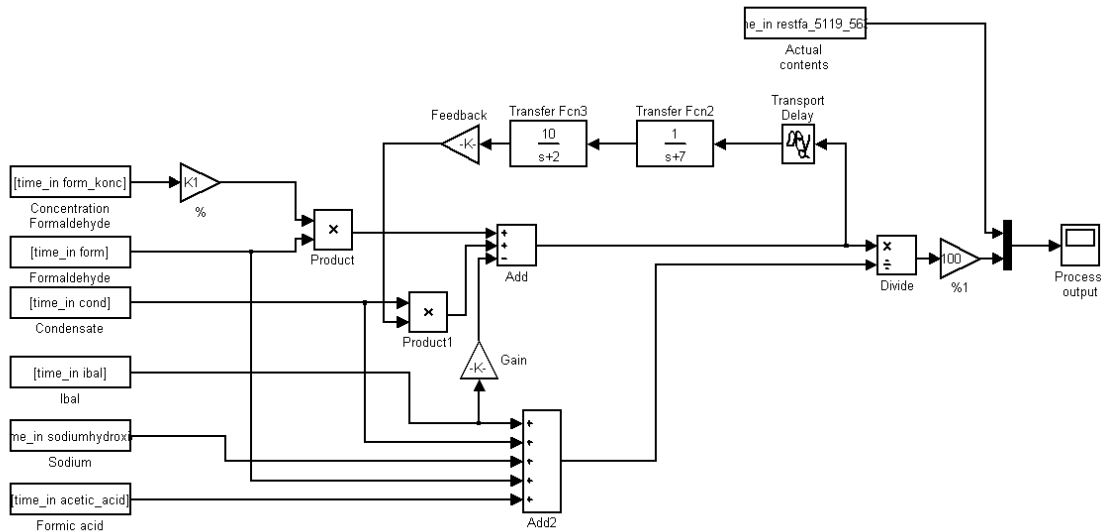 ne_in restfa_5119_563
Actual
contents
Feedback
-K-
Transfer Fcn3
10
s+2
Transfer Fcn2
1
s+7
Transport
Delay
[time_in form_konc]
Concentration
Formaldehyde
K1
%
[time_in form]
Formaldehyde
×
Product
+
+
−
Add
[time_in cond]
Condensate
×
Product1
-K-
Gain
×
÷
Divide
100
%1
Process
output
[time_in ibal]
Ibal
me_in sodiumhydroxi
Sodium
[time_in acetic_acid]
Formic acid
+
+
+
+
+
Add2